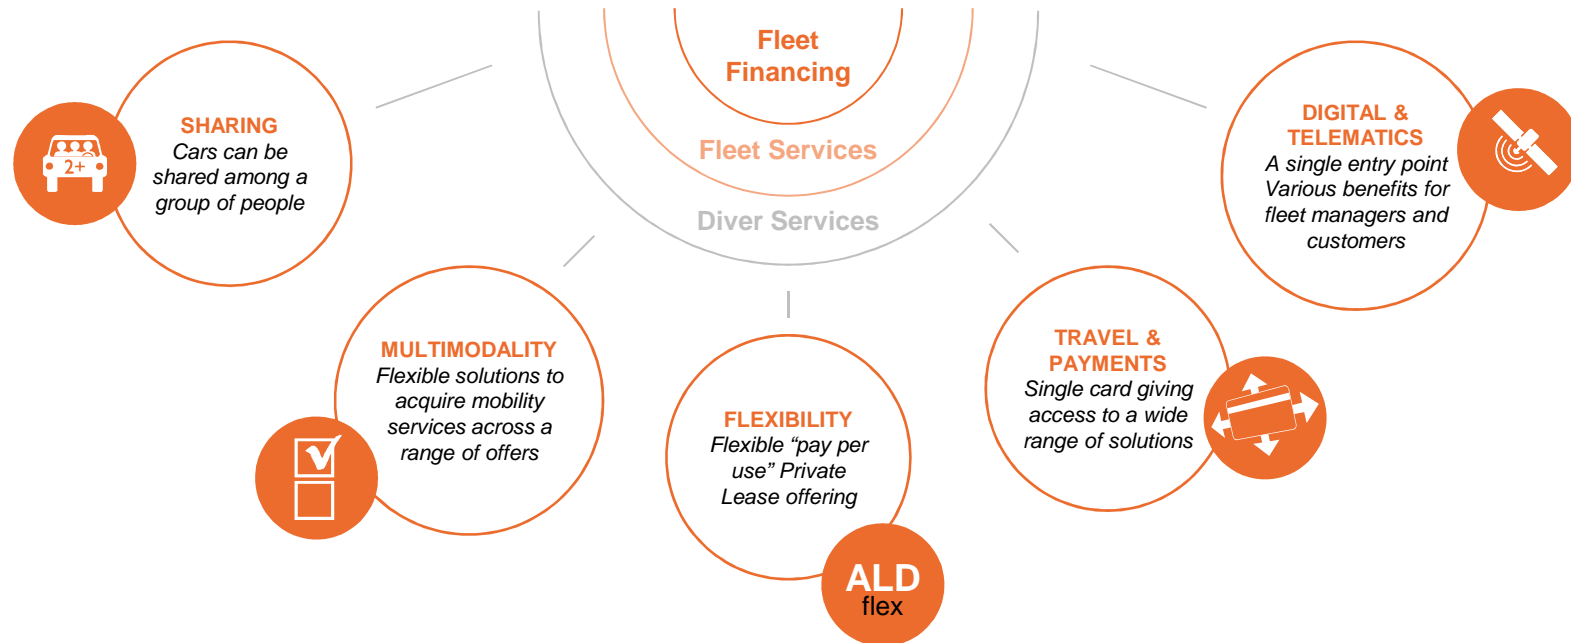 Fleet
Financing
Fleet Services
Diver Services
SHARING
Cars can be
shared among a
group of people
2+
MULTIMODALITY
Flexible solutions to
acquire mobility
services across a
range of offers
FLEXIBILITY
Flexible “pay per
use” Private
Lease offering
ALD
flex
TRAVEL &
PAYMENTS
Single card giving
access to a wide
range of solutions
DIGITAL &
TELEMATICS
A single entry point
Various benefits for
fleet managers and
customers